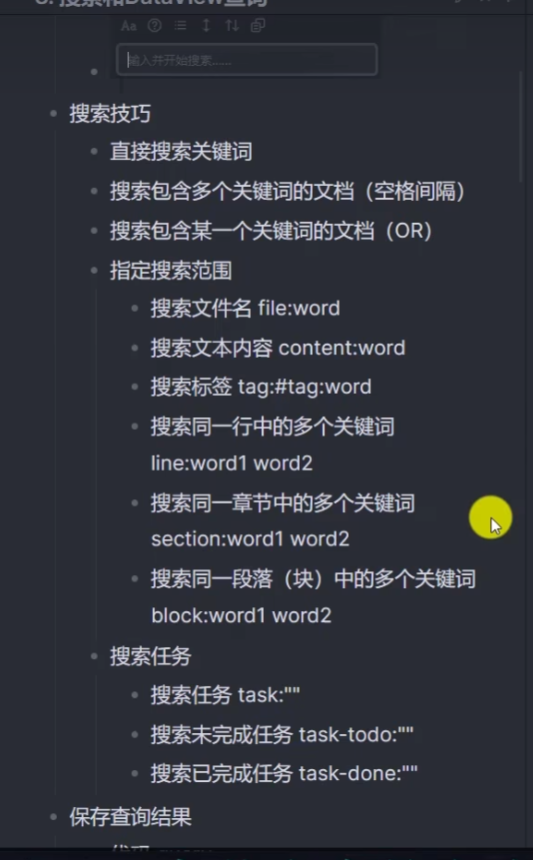 搜索和Dataview查询
Aa
输入并开始搜索......
搜索技巧
直接搜索关键词
搜索包含多个关键词的文档（空格间隔）
搜索包含某一个关键词的文档（OR）
指定搜索范围
搜索文件名 file:word
搜索文本内容 content:word
搜索标签 tag:#tag:word
搜索同一行中的多个关键词
line:word1 word2
搜索同一章节中的多个关键词
section:word1 word2
搜索同一段落（块）中的多个关键词
block:word1 word2
搜索任务
搜索任务 task:""
搜索未完成任务 task-todo:""
搜索已完成任务 task-done:""
保存查询结果